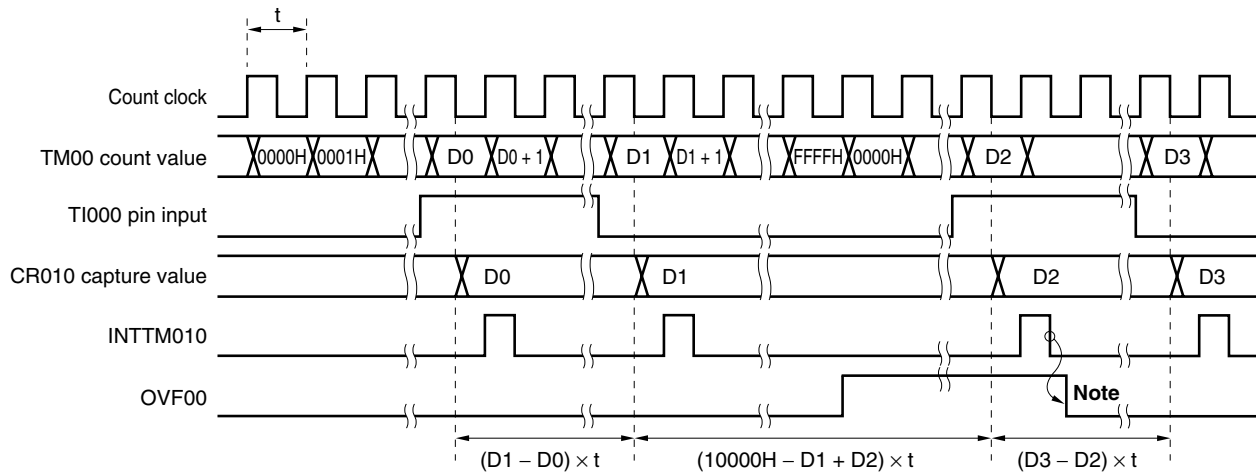 t
Count clock
TM00 count value
0000H 0001H D0 D0 + 1 D1 D1 + 1 FFFFH 0000H D2 D3
TI000 pin input
CR010 capture value
D0 D1 D2 D3
INTTM010
OVF00
Note
(D1 − D0) × t (10000H − D1 + D2) × t (D3 − D2) × t